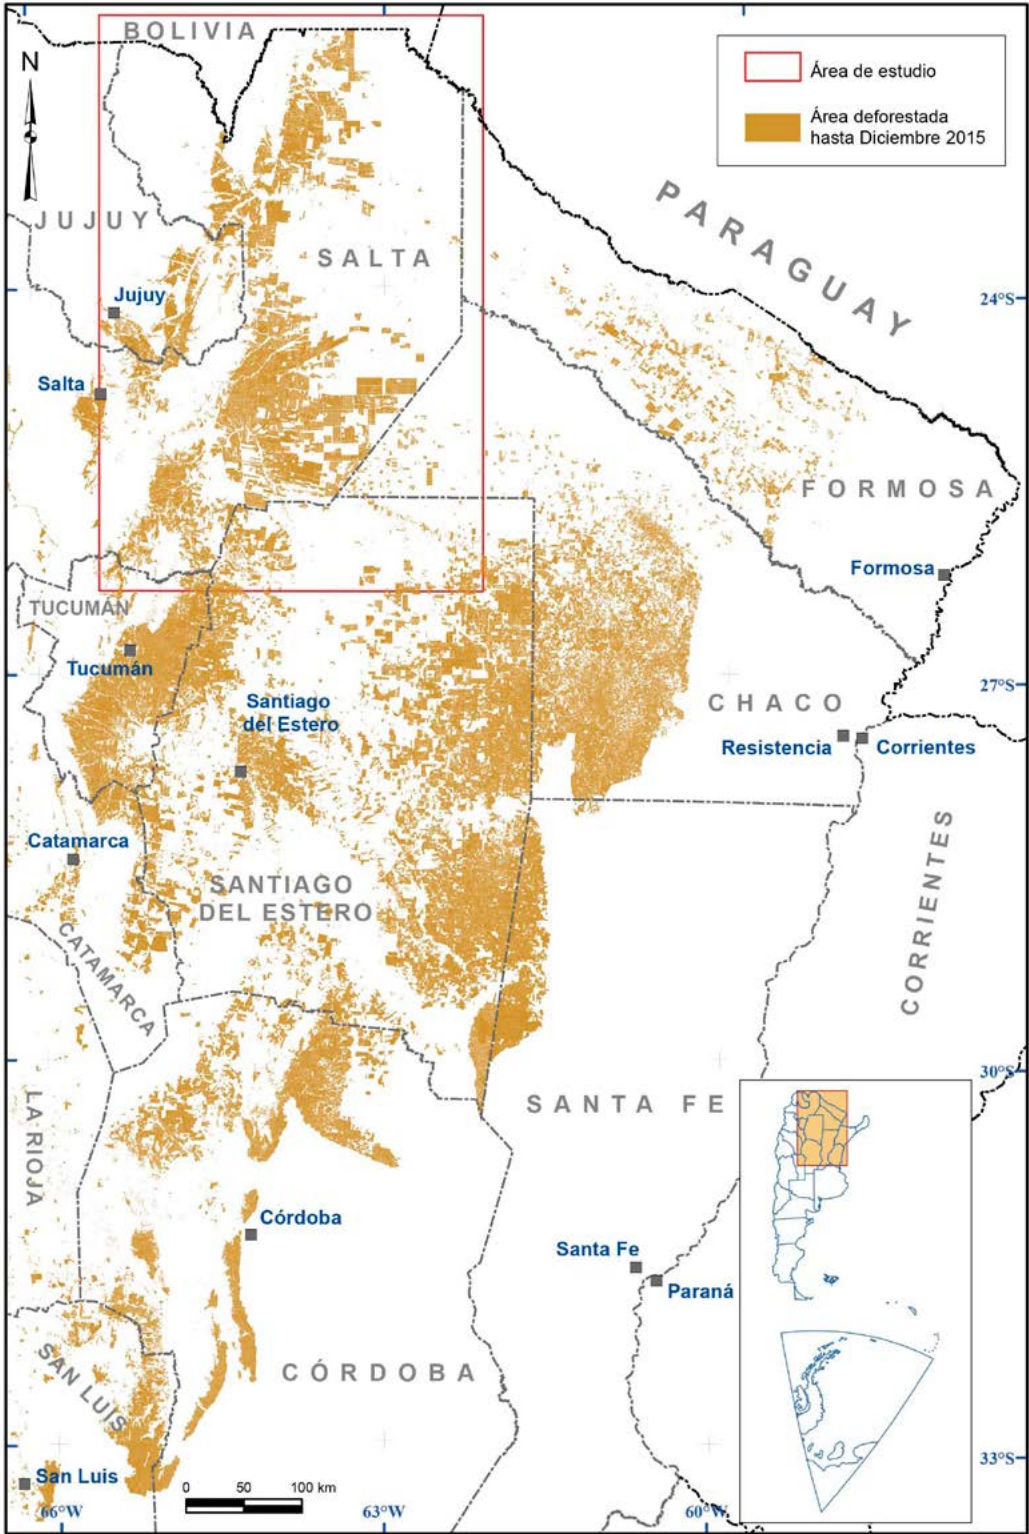 BOLIVIA
N
Área de estudio
Área deforestada
hasta Diciembre 2015
PARAGUAY
JUJUY
SALTA
Jujuy
24°S
Salta
FORMOSA
Formosa
TUCUMÁN
Tucumán
27°S
Santiago
del Estero
CHACO
Resistencia
Corrientes
Catamarca
SANTIAGO
DEL ESTERO
CORRIENTES
CATAMARCA
30°S
LA RIOJA
SANTA FE
Córdoba
Santa Fe
Paraná
SAN LUIS
CÓRDOBA
San Luis
0 50 100 km
33°S
66°W
63°W
60°W